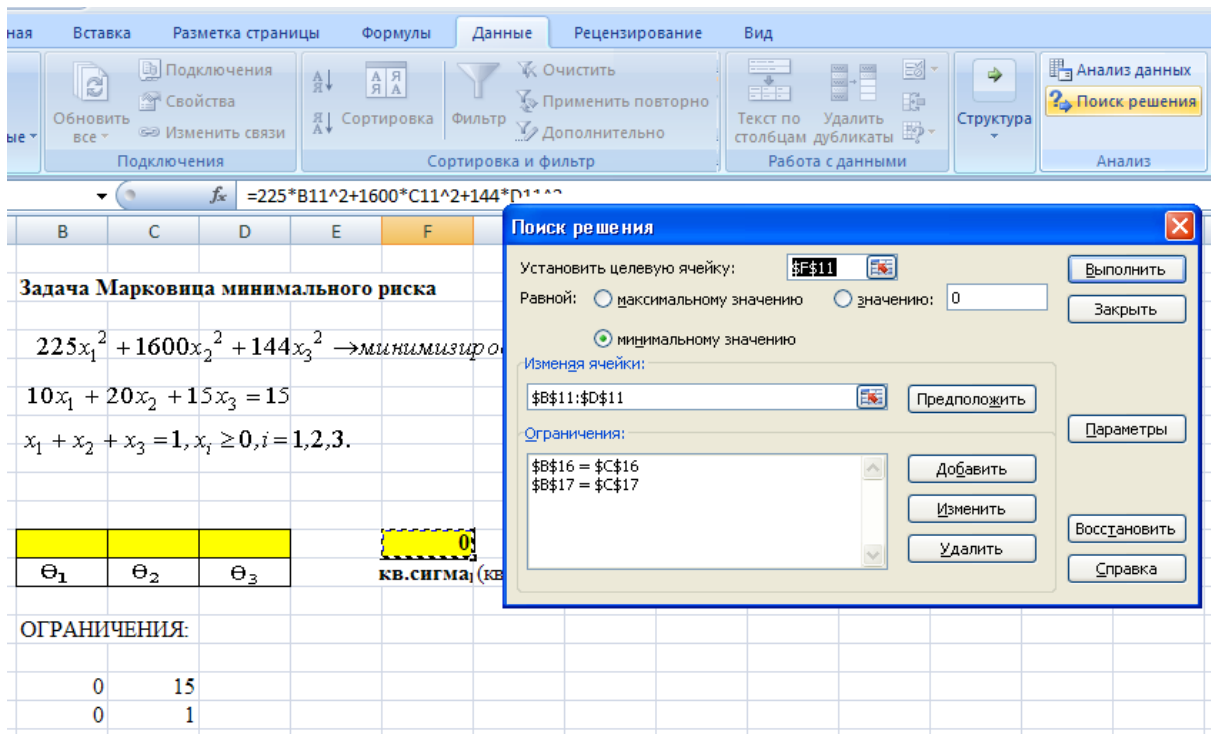 ная Вставка Разметка страницы Формулы Данные Рецензирование Вид
Подключения
Свойства
Изменить связи
Обновить
все
ые
Подключения
Сортировка
Фильтр
Очистить
Применить повторно
Дополнительно
Сортировка и фильтр
Текст по
столбцам
Удалить
дубликаты
Работа с данными
Структура
Анализ данных
Поиск решения
Анализ
fx =225*B11^2+1600*C11^2+144*D11^2
B C D E F
Задача Марковица минимального риска
225x₁² + 1600x₂² + 144x₃² → минимизиро
10x₁ + 20x₂ + 15x₃ = 15
x₁ + x₂ + x₃ = 1, xᵢ ≥ 0, i = 1,2,3.
0
Θ₁ Θ₂ Θ₃ кв.сигма (кв
ОГРАНИЧЕНИЯ:
0 15
0 1
Поиск решения
Установить целевую ячейку: $F$11
Равной: максимальному значению значению: 0
минимальному значению
Изменяя ячейки:
$B$11:$D$11
Предположить
Ограничения:
$B$16 = $C$16
$B$17 = $C$17
Добавить
Изменить
Удалить
Выполнить
Закрыть
Параметры
Восстановить
Справка